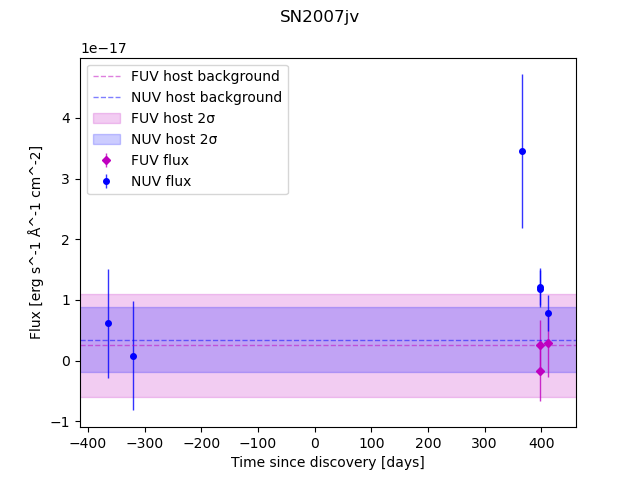 SN2007jv
1e−17
FUV host background
NUV host background
FUV host 2σ
NUV host 2σ
FUV flux
NUV flux
Flux [erg s^-1 Å^-1 cm^-2]
4
3
2
1
0
−1
−400 −300 −200 −100 0 100 200 300 400
Time since discovery [days]